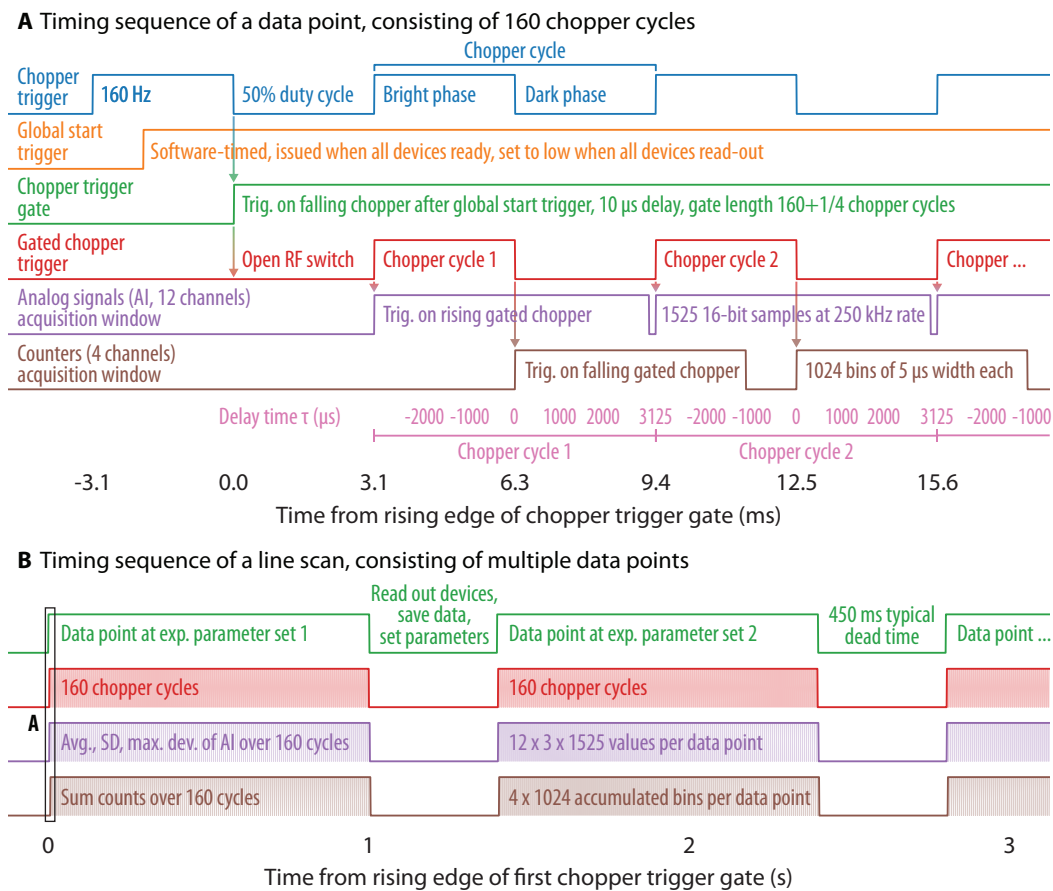 A Timing sequence of a data point, consisting of 160 chopper cycles
Chopper cycle
Chopper
trigger
160 Hz
50% duty cycle
Bright phase
Dark phase
Global start
trigger
Software-timed, issued when all devices ready, set to low when all devices read-out
Chopper trigger
gate
Trig. on falling chopper after global start trigger, 10 µs delay, gate length 160+1/4 chopper cycles
Gated chopper
trigger
Open RF switch
Chopper cycle 1
Chopper cycle 2
Chopper ...
Analog signals (AI, 12 channels)
acquisition window
Trig. on rising gated chopper
1525 16-bit samples at 250 kHz rate
Counters (4 channels)
acquisition window
Trig. on falling gated chopper
1024 bins of 5 µs width each
Delay time τ (µs)
-2000 -1000 0 1000 2000 3125 -2000 -1000 0 1000 2000 3125 -2000 -1000
Chopper cycle 1
Chopper cycle 2
-3.1 0.0 3.1 6.3 9.4 12.5 15.6
Time from rising edge of chopper trigger gate (ms)
B Timing sequence of a line scan, consisting of multiple data points
Read out devices,
save data,
set parameters
450 ms typical
dead time
Data point at exp. parameter set 1
Data point at exp. parameter set 2
Data point ...
160 chopper cycles
160 chopper cycles
A
Avg., SD, max. dev. of AI over 160 cycles
12 x 3 x 1525 values per data point
Sum counts over 160 cycles
4 x 1024 accumulated bins per data point
0 1 2 3
Time from rising edge of first chopper trigger gate (s)